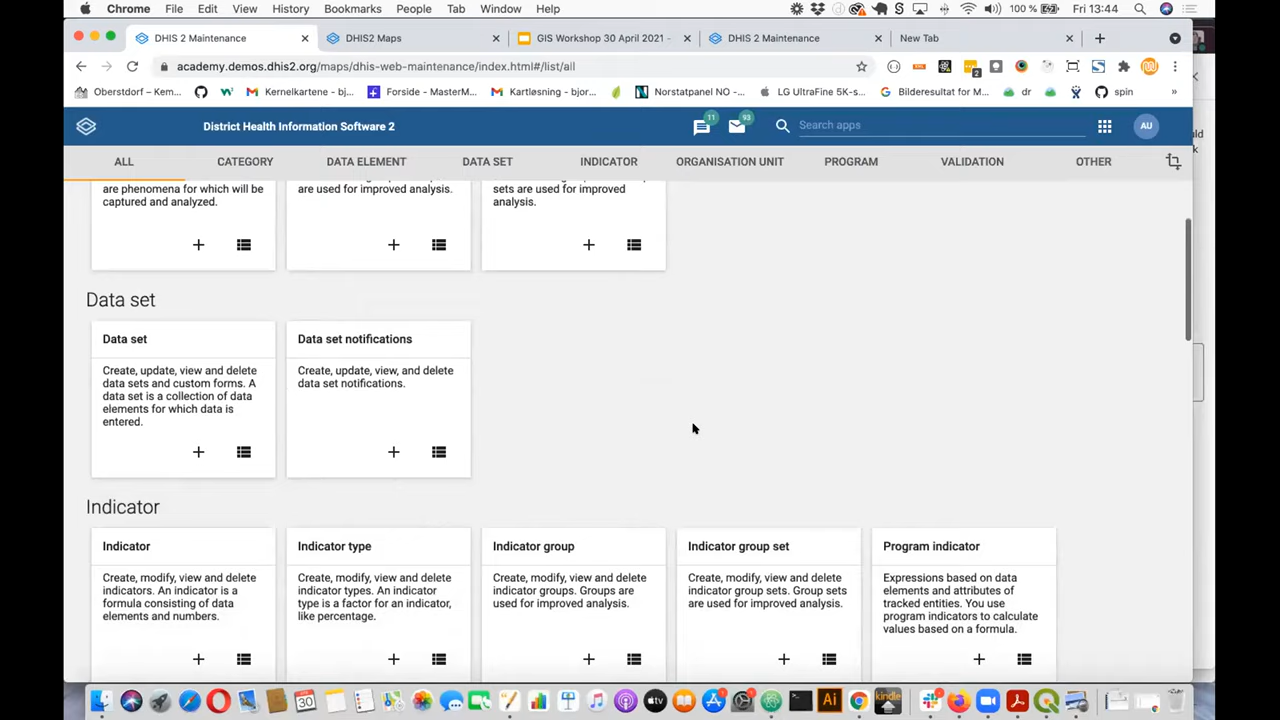 Chrome File Edit View History Bookmarks People Tab Window Help 100 % Fri 13:44
DHIS 2 Maintenance DHIS2 Maps GIS Workshop 30 April 2021 - DHIS 2 Maintenance New Tab
academy.demos.dhis2.org/maps/dhis-web-maintenance/index.html#/list/all
Oberstdorf – Kem... Kernelkartene - bj... Forside - MasterM... Kartløsning - bjor... Norstatpanel NO -... LG UltraFine 5K-s... Bilderesultat for M... dr spin »
District Health Information Software 2 11 93 Search apps AU
ALL CATEGORY DATA ELEMENT DATA SET INDICATOR ORGANISATION UNIT PROGRAM VALIDATION OTHER
are phenomena for which will be
captured and analyzed.
are used for improved analysis.
sets are used for improved
analysis.
Data set
Data set
Create, update, view and delete
data sets and custom forms. A
data set is a collection of data
elements for which data is
entered.
Data set notifications
Create, update, view, and delete
data set notifications.
Indicator
Indicator
Create, modify, view and delete
indicators. An indicator is a
formula consisting of data
elements and numbers.
Indicator type
Create, modify, view and delete
indicator types. An indicator
type is a factor for an indicator,
like percentage.
Indicator group
Create, modify, view and delete
indicator groups. Groups are
used for improved analysis.
Indicator group set
Create, modify, view and delete
indicator group sets. Group sets
are used for improved analysis.
Program indicator
Expressions based on data
elements and attributes of
tracked entities. You use
program indicators to calculate
values based on a formula.
30 Ai kindle